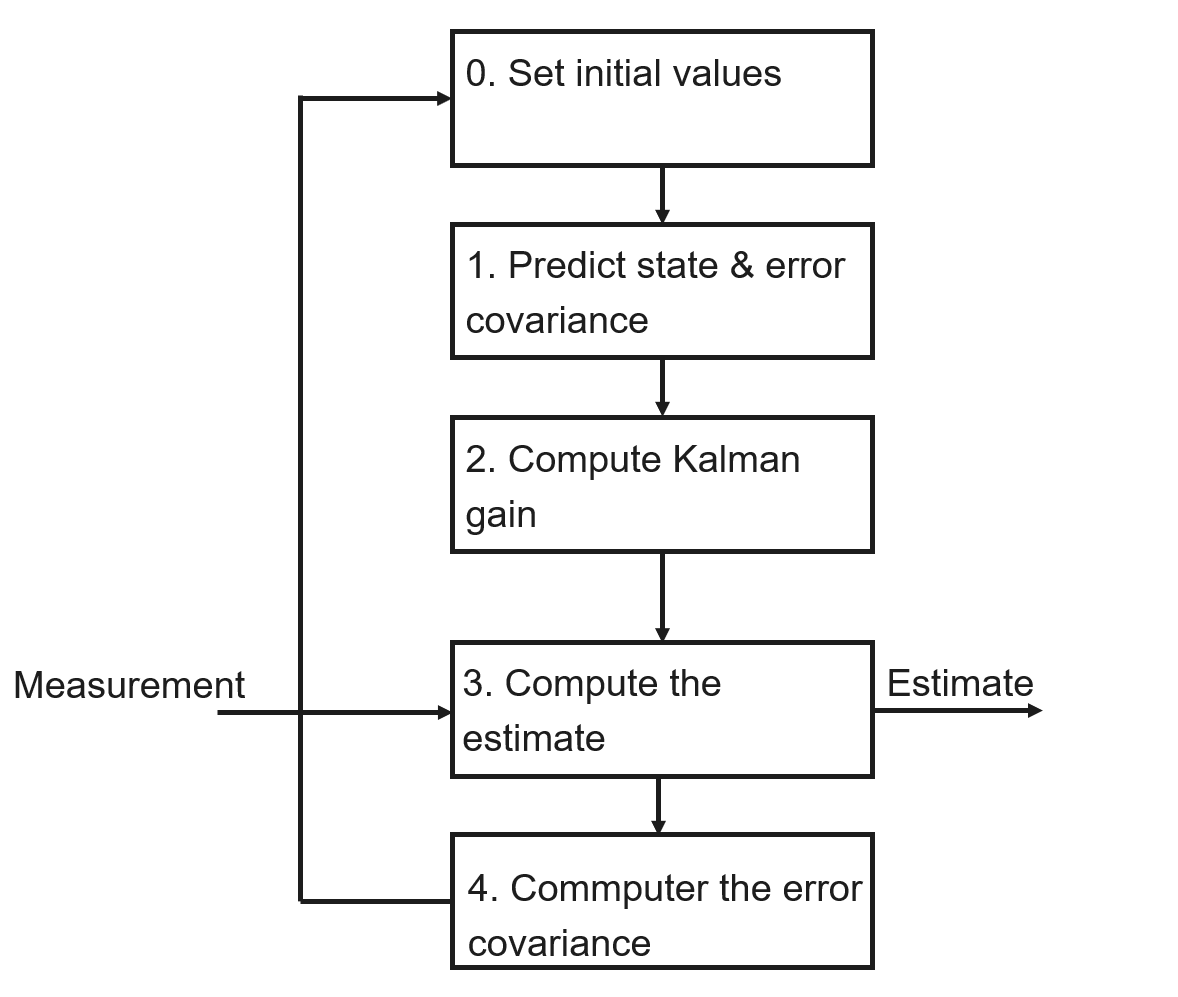 0. Set initial values
1. Predict state & error
covariance
2. Compute Kalman
gain
Measurement
3. Compute the
estimate
Estimate
4. Commputer the error
covariance